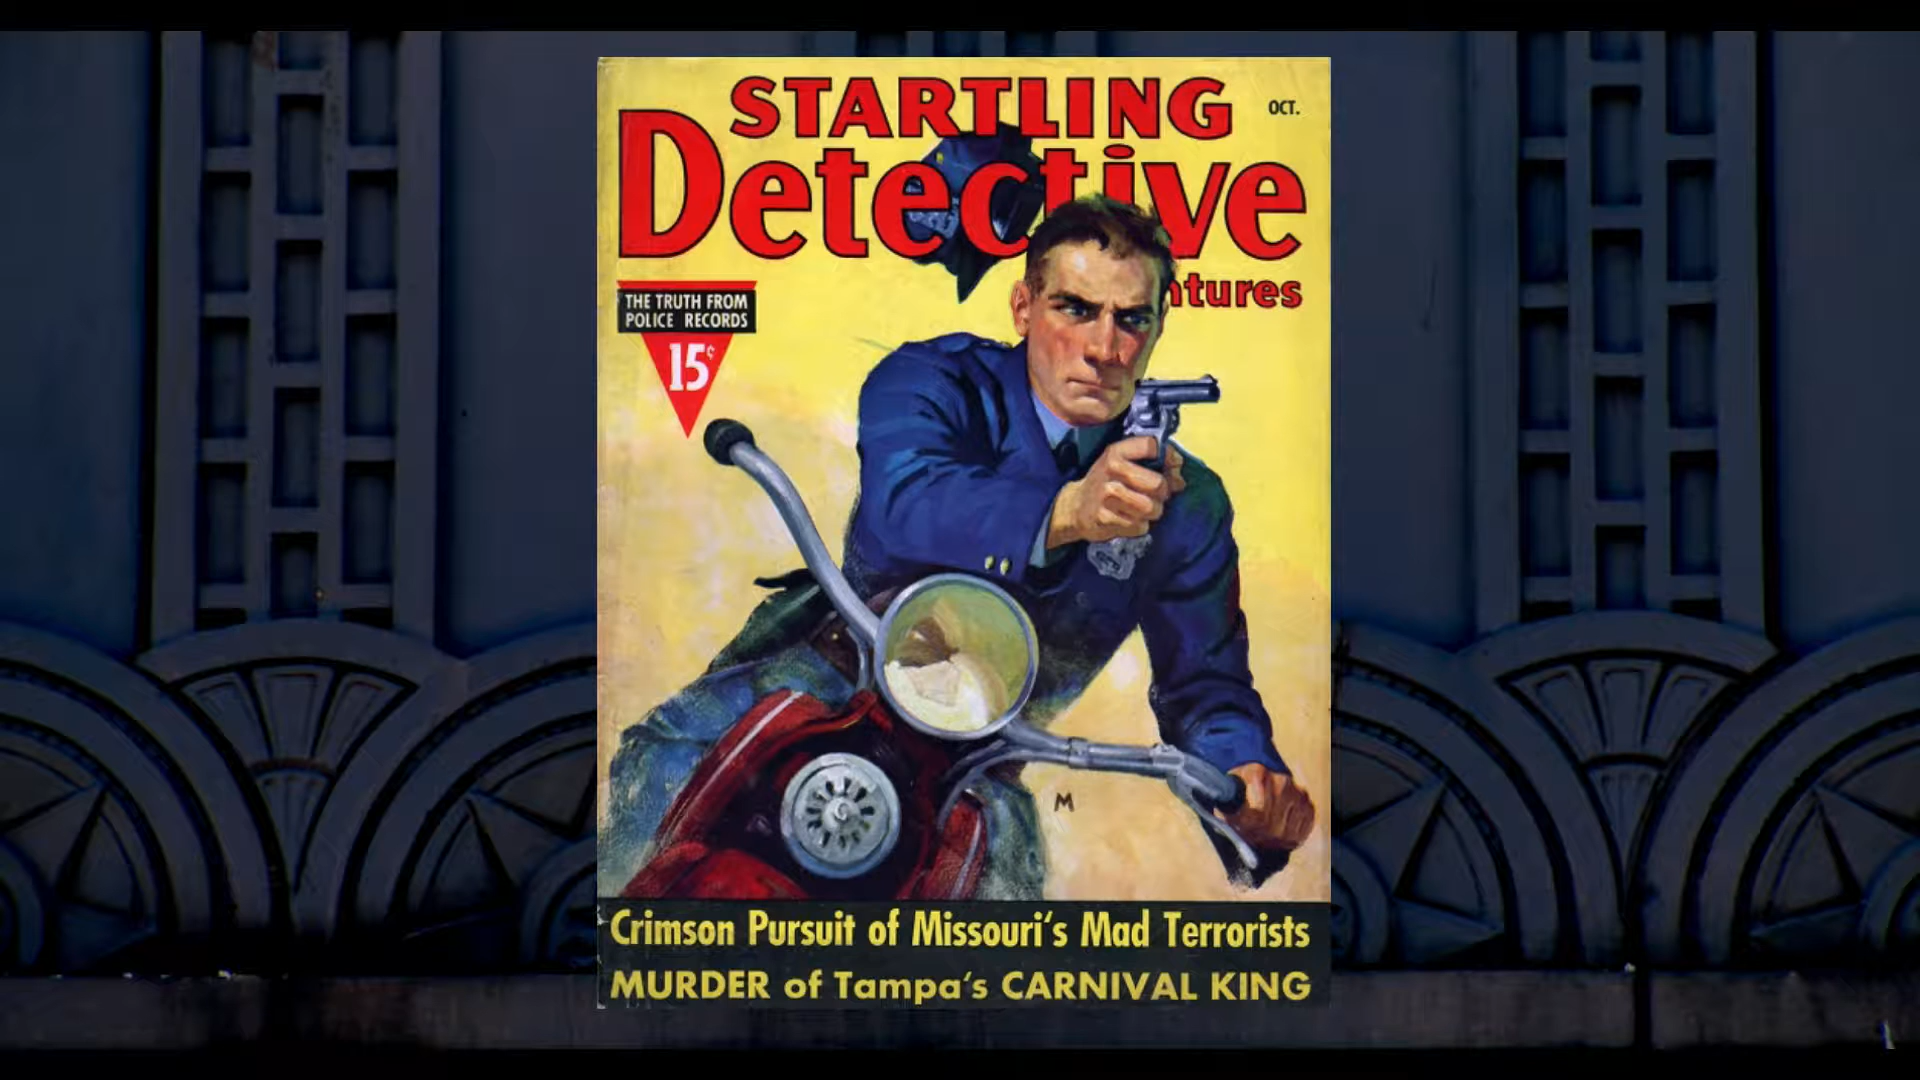 STARTLING
OCT.
Detective
ntures
THE TRUTH FROM
POLICE RECORDS
15¢
M
Crimson Pursuit of Missouri's Mad Terrorists
MURDER of Tampa's CARNIVAL KING